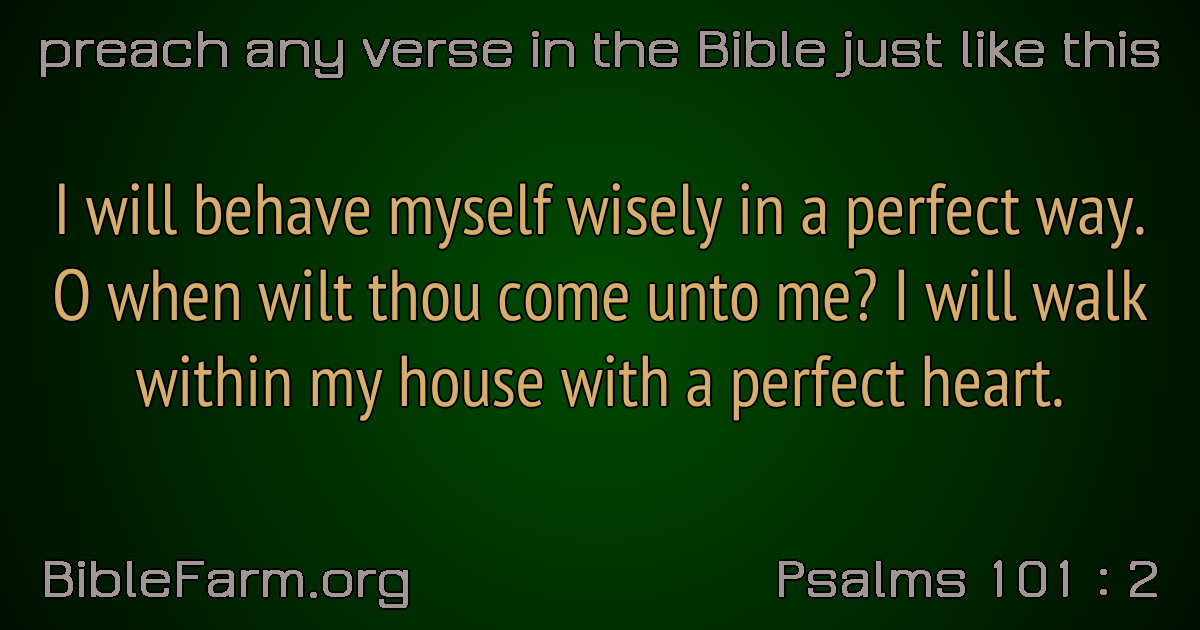 preach any verse in the Bible just like this
I will behave myself wisely in a perfect way.
O when wilt thou come unto me? I will walk
within my house with a perfect heart.
BibleFarm.org
Psalms 101 : 2